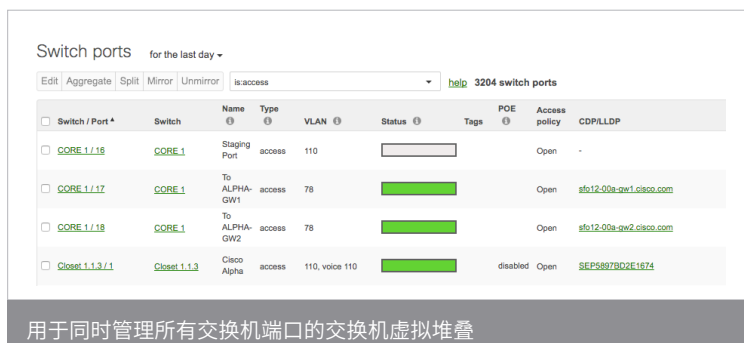 Switch ports for the last day
Edit Aggregate Split Mirror Unmirror is:access help 3204 switch ports
Switch / Port Switch Name Type VLAN Status Tags POE Access policy CDP/LLDP
CORE 1 / 16 CORE 1 Staging Port access 110 Open -
CORE 1 / 17 CORE 1 To ALPHA-GW1 access 78 Open sfo12-00a-gw1.cisco.com
CORE 1 / 18 CORE 1 To ALPHA-GW2 access 78 Open sfo12-00a-gw2.cisco.com
Closet 1.1.3 / 1 Closet 1.1.3 Cisco Alpha access 110, voice 110 disabled Open SEP5897BD2E1674
用于同时管理所有交换机端口的交换机虚拟堆叠